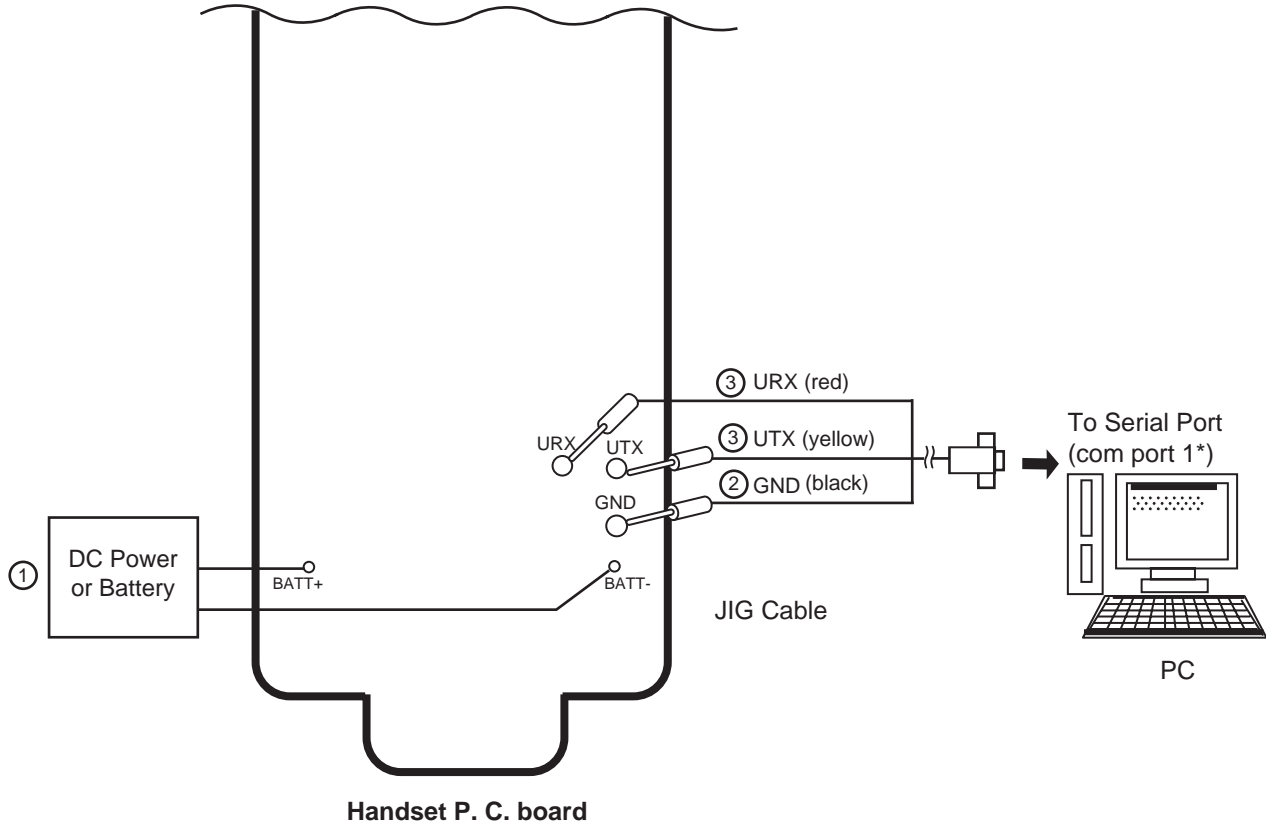 ③ URX (red)
To Serial Port
(com port 1*)
URX
UTX
③ UTX (yellow)
② GND (black)
GND
①
DC Power
or Battery
BATT+
BATT-
JIG Cable
PC
Handset P. C. board